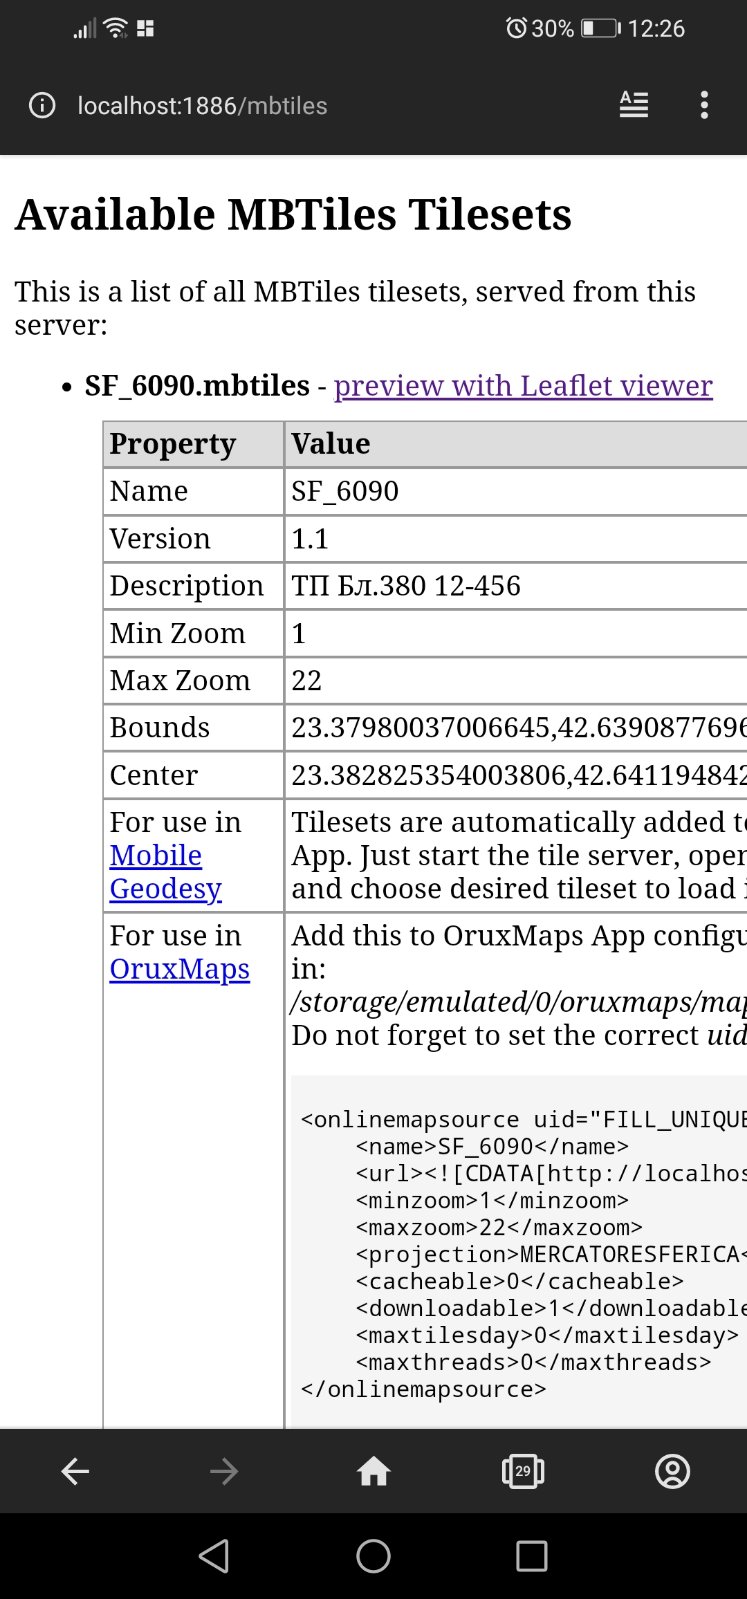 30% 12:26
localhost:1886/mbtiles
Available MBTiles Tilesets
This is a list of all MBTiles tilesets, served from this
server:
• SF_6090.mbtiles - preview with Leaflet viewer
Property Value
Name SF_6090
Version 1.1
Description ТП Бл.380 12-456
Min Zoom 1
Max Zoom 22
Bounds 23.37980037006645,42.6390877696
Center 23.382825354003806,42.641194842
For use in
Mobile
Geodesy
Tilesets are automatically added to
App. Just start the tile server, open
and choose desired tileset to load
For use in
OruxMaps
Add this to OruxMaps App configu
in:
/storage/emulated/0/oruxmaps/map
Do not forget to set the correct uid
<onlinemapsource uid="FILL_UNIQUE
<name>SF_6090</name>
<url><![CDATA[http://localhos
<minzoom>1</minzoom>
<maxzoom>22</maxzoom>
<projection>MERCATORESFERICA<
<cacheable>0</cacheable>
<downloadable>1</downloadable
<maxtilesday>0</maxtilesday>
<maxthreads>0</maxthreads>
</onlinemapsource>
29